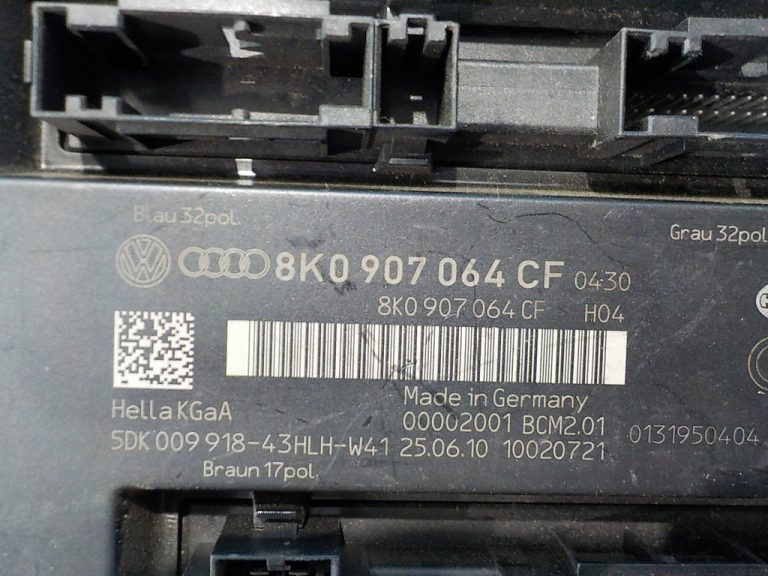 Blau 32pol.
Grau 32pol
8K0 907 064 CF 0430
8K0 907 064 CF H04
Made in Germany
Hella KGaA
00002001 BCM2.01
0131950404
5DK 009 918-43HLH-W41 25.06.10 10020721
Braun 17pol.